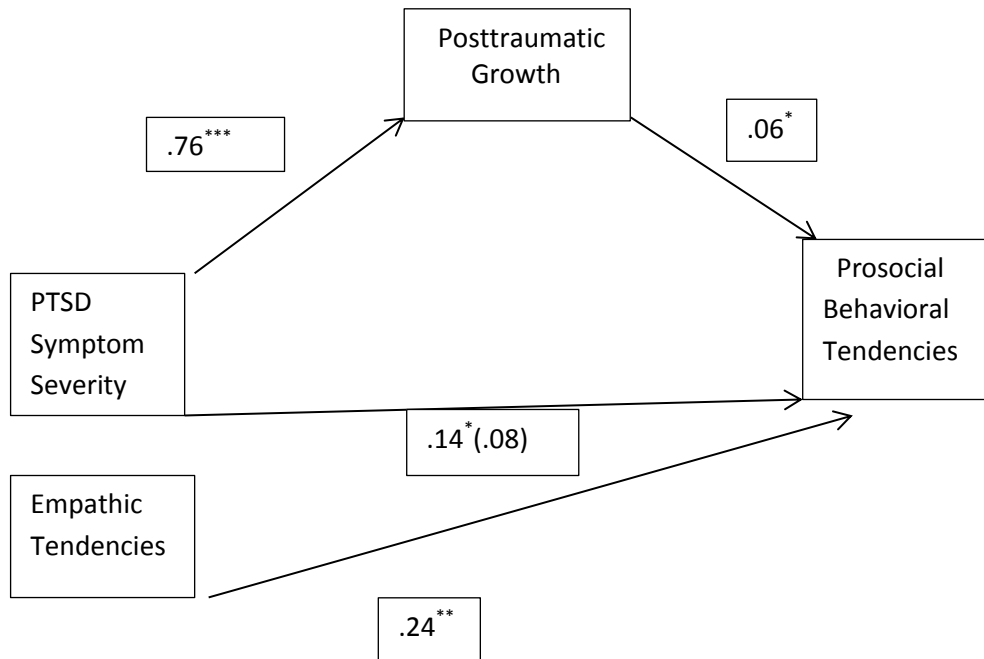 Posttraumatic
Growth
.76***
.06*
PTSD
Symptom
Severity
Prosocial
Behavioral
Tendencies
.14*(.08)
Empathic
Tendencies
.24**